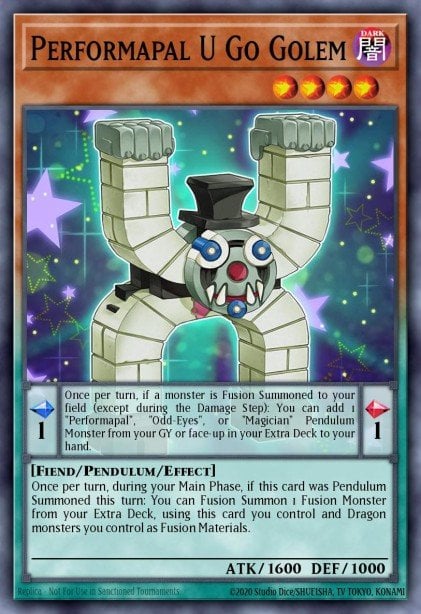 PERFORMAPAL U GO GOLEM
DARK
闇
Once per turn, if a monster is Fusion Summoned to your
field (except during the Damage Step): You can add 1
"Performapal", "Odd-Eyes", or "Magician" Pendulum
Monster from your GY or face-up in your Extra Deck to your
hand.
1
1
[FIEND/PENDULUM/EFFECT]
Once per turn, during your Main Phase, if this card was Pendulum
Summoned this turn: You can Fusion Summon 1 Fusion Monster
from your Extra Deck, using this card you control and Dragon
monsters you control as Fusion Materials.
ATK/1600 DEF/1000
Replica - Not For Use in Sanctioned Tournaments
©2020 Studio Dice/SHUEISHA, TV TOKYO, KONAMI